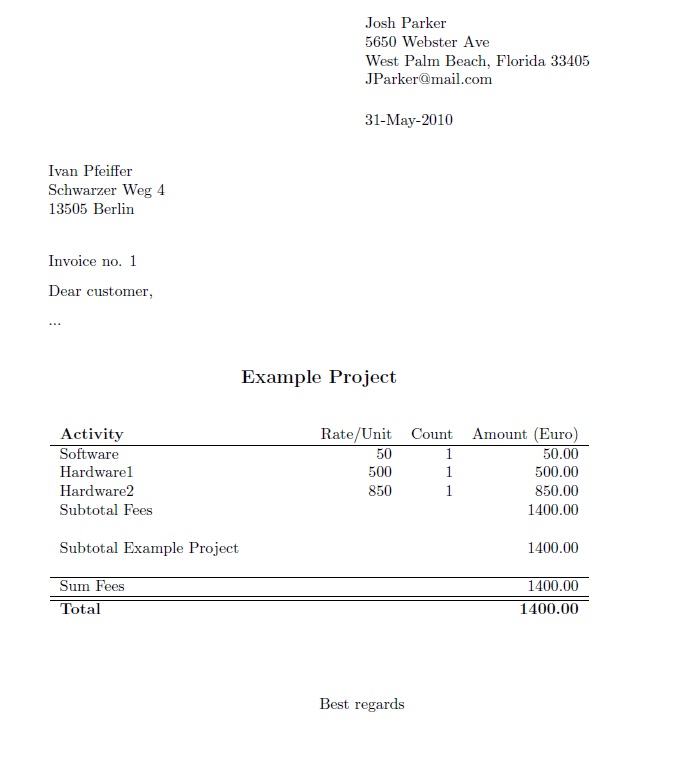 Josh Parker
5650 Webster Ave
West Palm Beach, Florida 33405
JParker@mail.com
31-May-2010
Ivan Pfeiffer
Schwarzer Weg 4
13505 Berlin
Invoice no. 1
Dear customer,
...
Example Project
Activity Rate/Unit Count Amount (Euro)
Software 50 1 50.00
Hardware1 500 1 500.00
Hardware2 850 1 850.00
Subtotal Fees 1400.00
Subtotal Example Project 1400.00
Sum Fees 1400.00
Total 1400.00
Best regards